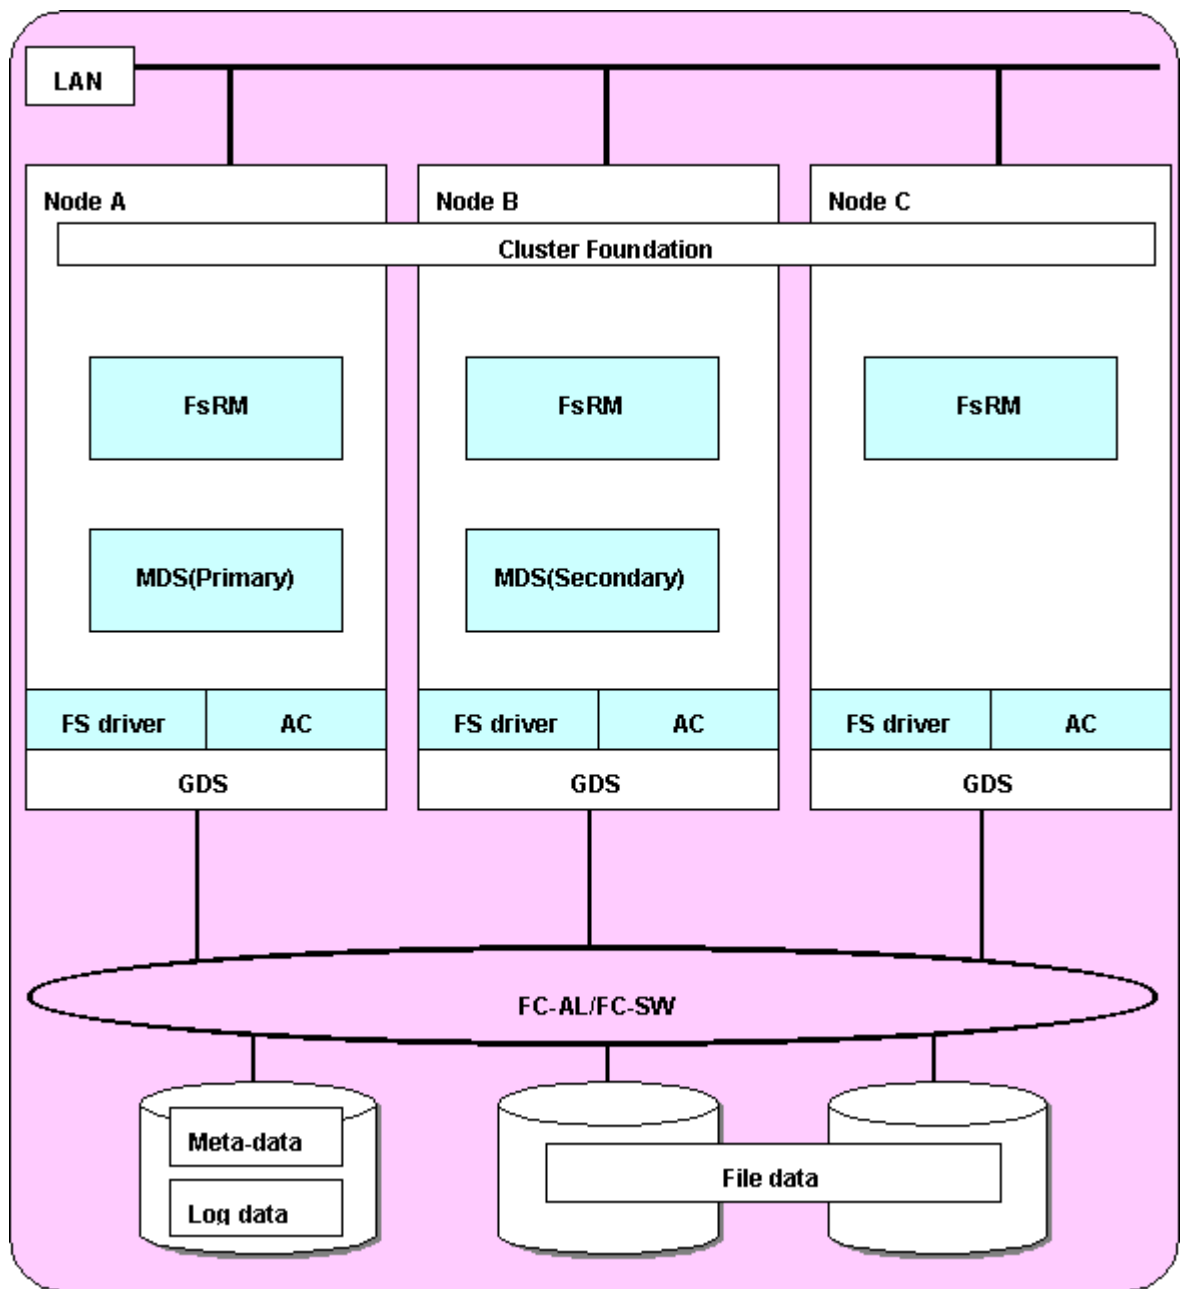 LAN
Node A
Node B
Node C
Cluster Foundation
FsRM
FsRM
FsRM
MDS(Primary)
MDS(Secondary)
FS driver
AC
FS driver
AC
FS driver
AC
GDS
GDS
GDS
FC-AL/FC-SW
Meta-data
Log data
File data